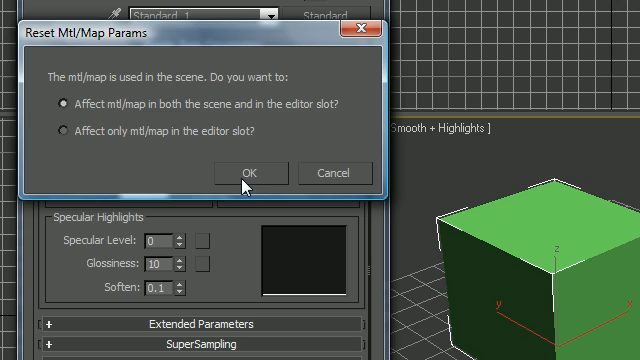 Standard_1
Standard
Reset Mtl/Map Params
The mtl/map is used in the scene. Do you want to:
Affect mtl/map in both the scene and in the editor slot?
Affect only mtl/map in the editor slot?
OK
Cancel
Smooth + Highlights ]
Specular Highlights
Specular Level: 0
Glossiness: 10
Soften: 0.1
+ Extended Parameters
+ SuperSampling
z
y
x